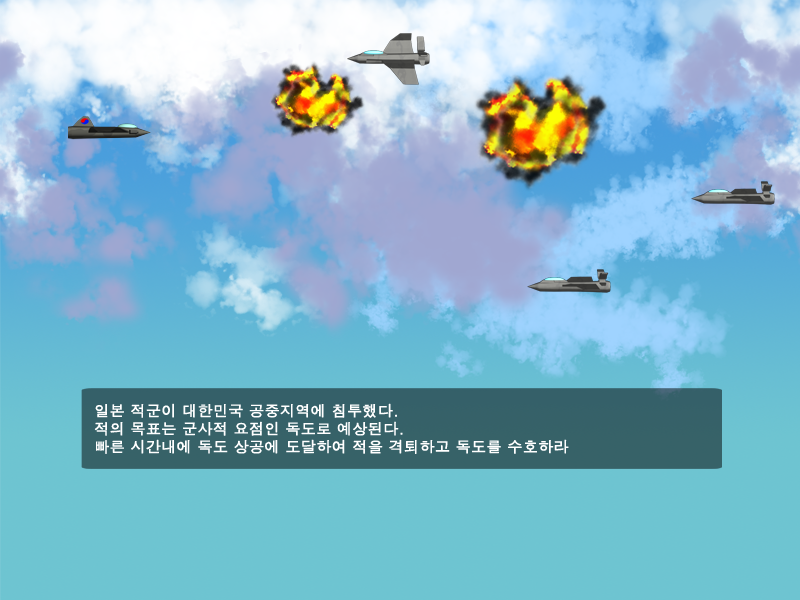 일본 적군이 대한민국 공중지역에 침투했다.
적의 목표는 군사적 요점인 독도로 예상된다.
빠른 시간내에 독도 상공에 도달하여 적을 격퇴하고 독도를 수호하라